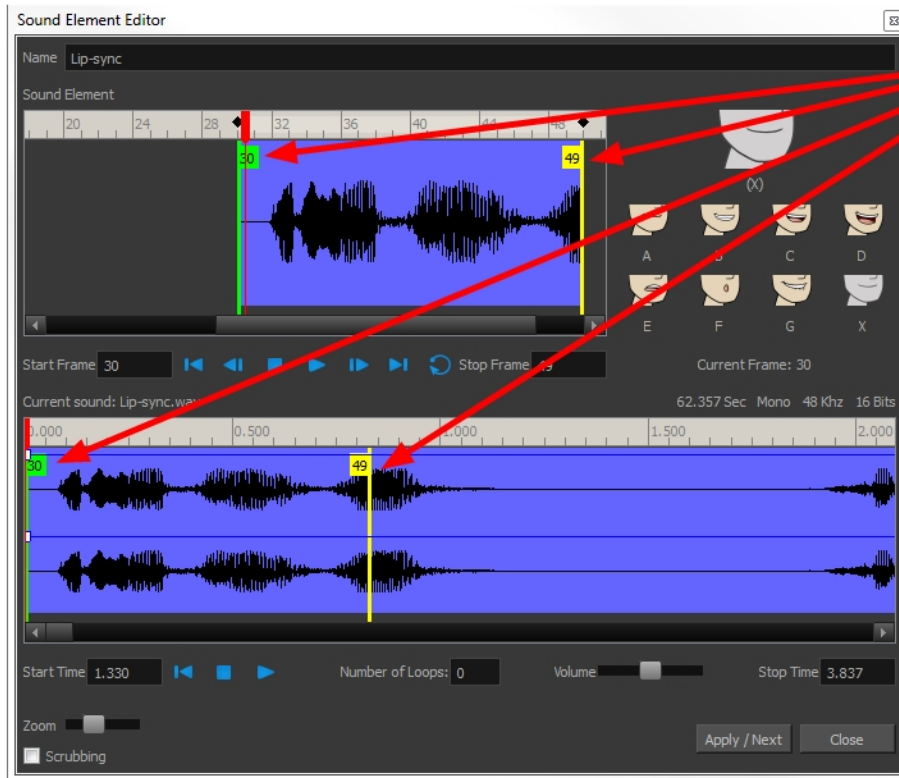 Sound Element Editor
Name Lip-sync
Sound Element
20 24 28 32 36 40 44 48
30 49
(X)
A B C D
E F G X
Start Frame 30 Stop Frame 49 Current Frame: 30
Current sound: Lip-sync.wav 62.357 Sec Mono 48 Khz 16 Bits
0.000 0.500 1.000 1.500 2.000
30 49
Start Time 1.330 Number of Loops: 0 Volume Stop Time 3.837
Zoom
Apply / Next Close
Scrubbing